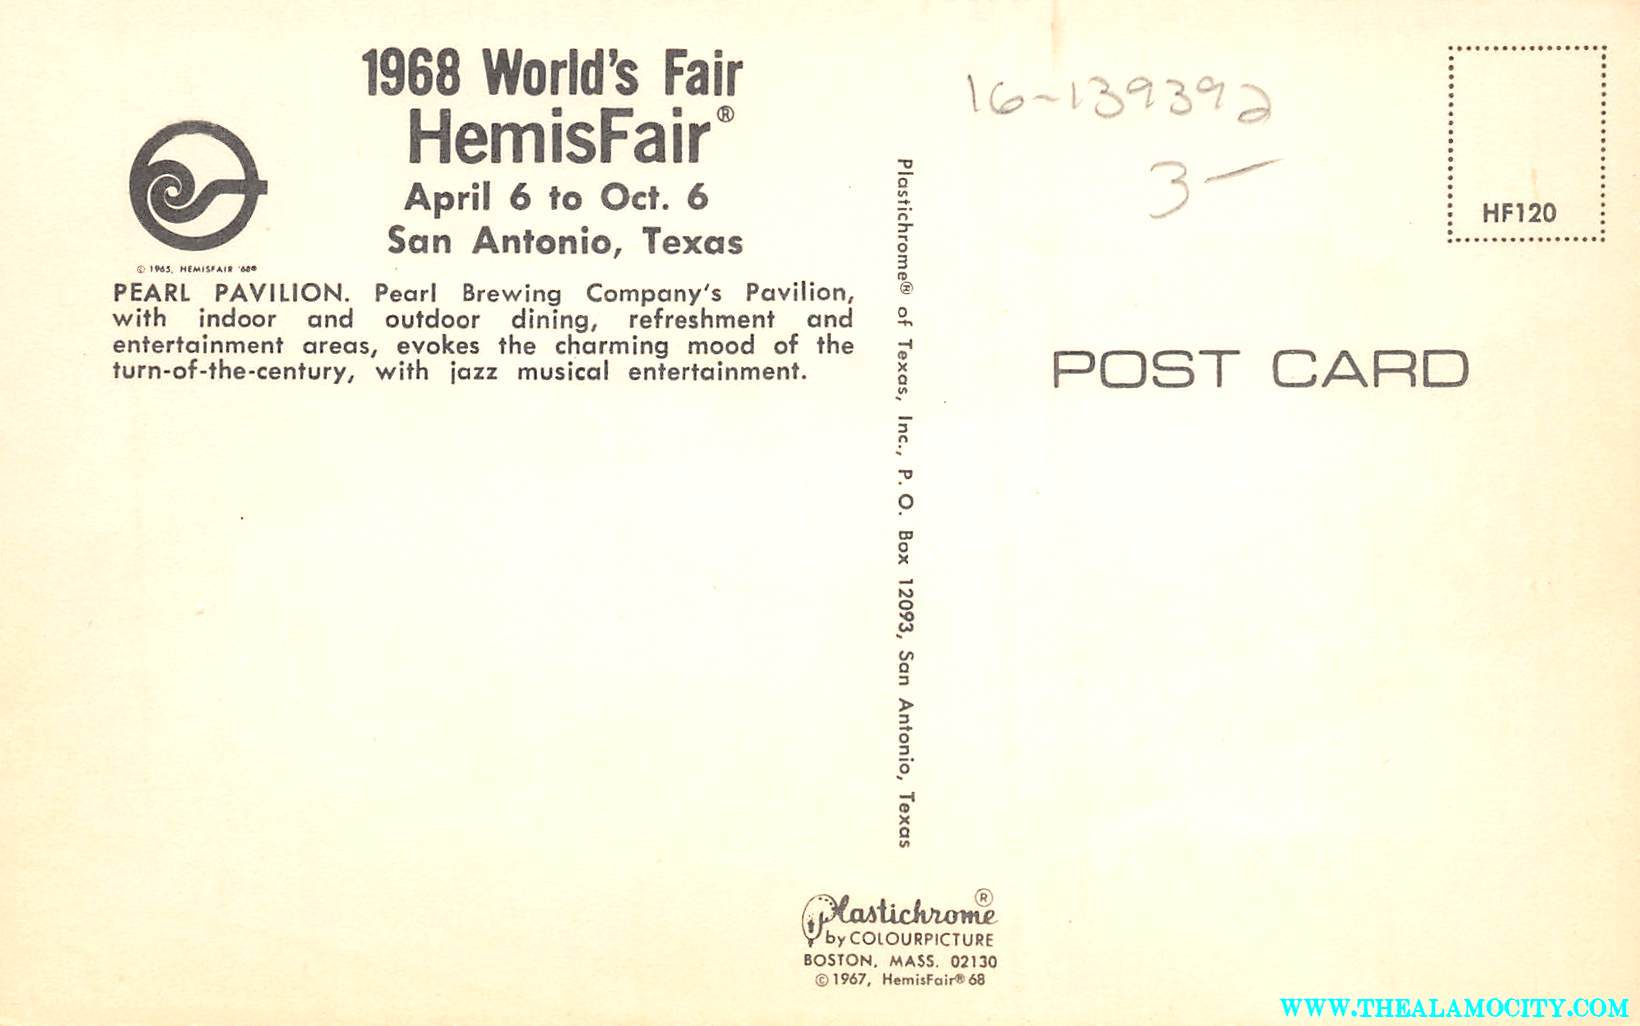 1968 World's Fair
HemisFair®
April 6 to Oct. 6
San Antonio, Texas
© 1965, HEMISFAIR '68®
PEARL PAVILION. Pearl Brewing Company's Pavilion,
with indoor and outdoor dining, refreshment and
entertainment areas, evokes the charming mood of the
turn-of-the-century, with jazz musical entertainment.
Plastichrome® of Texas, Inc., P. O. Box 12093, San Antonio, Texas
Plastichrome®
by COLOURPICTURE
BOSTON, MASS. 02130
© 1967, HemisFair® 68
16-139392
3-
HF120
POST CARD
WWW.THEALAMOCITY.COM